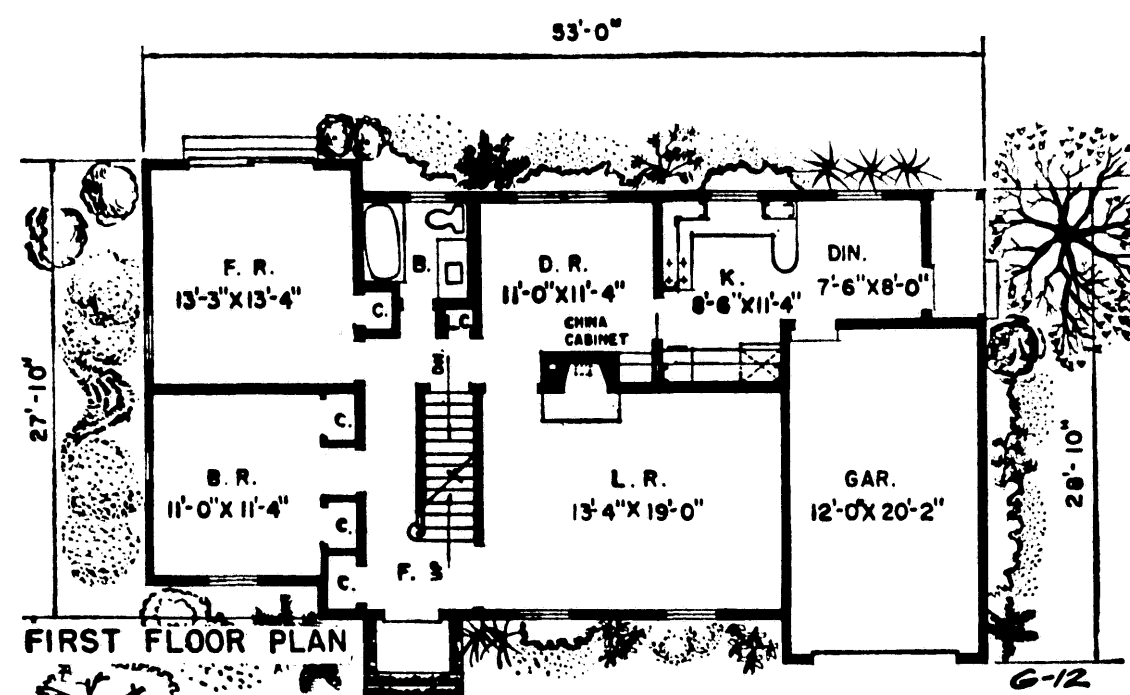 53'-0"
F. R.
13'-3"X13'-4"
B.
C.
C.
D. R.
11'-0"X11'-4"
CHINA
CABINET
K.
8'-6"X11'-4"
DIN.
7'-6"X8'-0"
DN.
27'-10"
C.
B. R.
11'-0"X11'-4"
C.
C.
F.
L. R.
13'-4"X19'-0"
GAR.
12'-0"X20'-2"
28'-10"
FIRST FLOOR PLAN
G-12